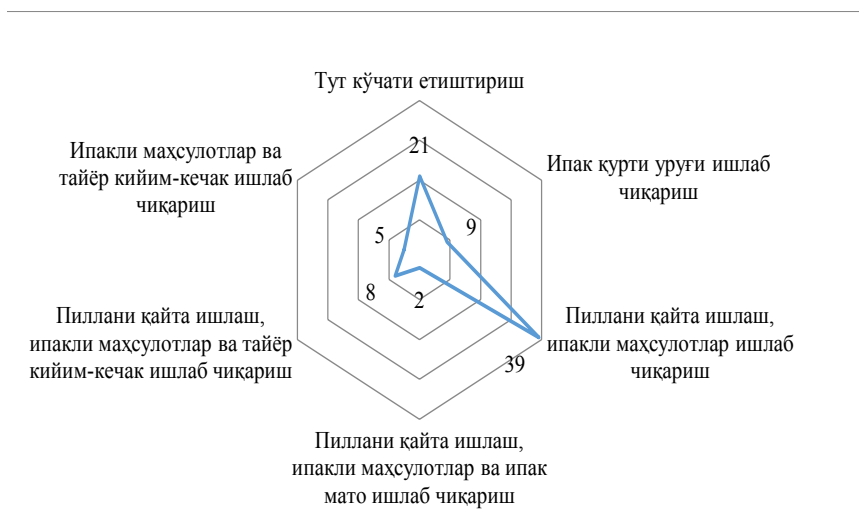 Тут кўчати етиштириш
21
Ипак қурти уруғи ишлаб
чиқариш
9
Пиллани қайта ишлаш,
ипакли маҳсулотлар ишлаб
чиқариш
39
Пиллани қайта ишлаш,
ипакли маҳсулотлар ва ипак
мато ишлаб чиқариш
2
Пиллани қайта ишлаш,
ипакли маҳсулотлар ва тайёр
кийим-кечак ишлаб чиқариш
8
Ипакли маҳсулотлар ва
тайёр кийим-кечак ишлаб
чиқариш
5